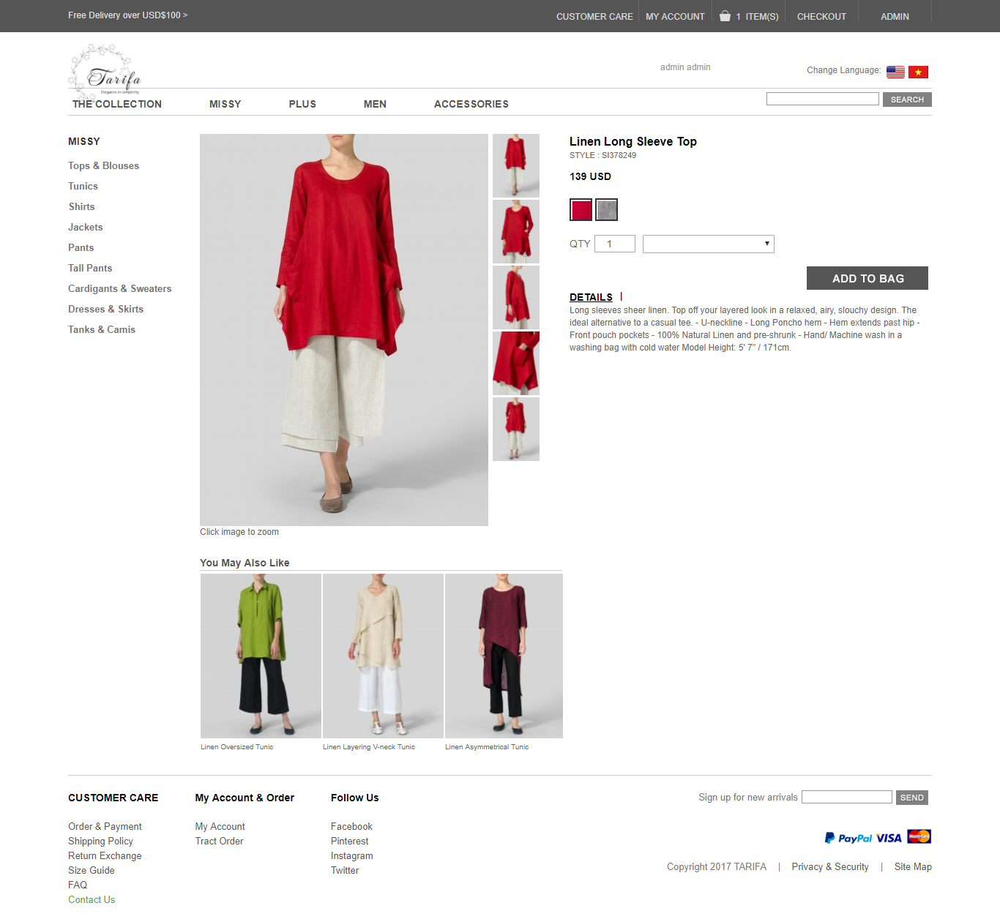 Free Delivery over USD$100 >
CUSTOMER CARE
MY ACCOUNT
1 ITEM(S)
CHECKOUT
ADMIN
Tarifa
Elegance in simplicity
admin admin
Change Language:
THE COLLECTION
MISSY
PLUS
MEN
ACCESSORIES
SEARCH
MISSY
Tops & Blouses
Tunics
Shirts
Jackets
Pants
Tall Pants
Cardigants & Sweaters
Dresses & Skirts
Tanks & Camis
Click image to zoom
Linen Long Sleeve Top
STYLE : SI378249
139 USD
QTY 1
ADD TO BAG
DETAILS |
Long sleeves sheer linen. Top off your layered look in a relaxed, airy, slouchy design. The
ideal alternative to a casual tee. - U-neckline - Long Poncho hem - Hem extends past hip -
Front pouch pockets - 100% Natural Linen and pre-shrunk - Hand/ Machine wash in a
washing bag with cold water Model Height: 5' 7" / 171cm.
You May Also Like
Linen Oversized Tunic
Linen Layering V-neck Tunic
Linen Asymmetrical Tunic
CUSTOMER CARE
Order & Payment
Shipping Policy
Return Exchange
Size Guide
FAQ
Contact Us
My Account & Order
My Account
Tract Order
Follow Us
Facebook
Pinterest
Instagram
Twitter
Sign up for new arrivals
SEND
PayPal VISA MasterCard
Copyright 2017 TARIFA | Privacy & Security | Site Map